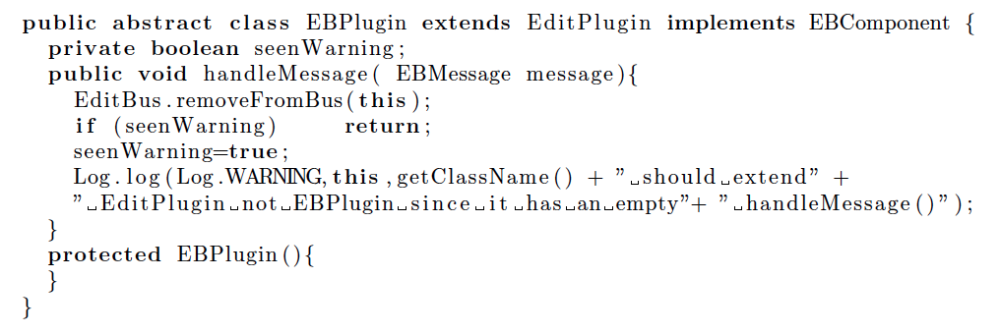 public abstract class EBPlugin extends EditPlugin implements EBComponent {
private boolean seenWarning;
public void handleMessage( EBMessage message){
EditBus.removeFromBus(this);
if (seenWarning) return;
seenWarning=true;
Log.log(Log.WARNING,this,getClassName() + "␣should␣extend" +
"␣EditPlugin␣not␣EBPlugin␣since␣it␣has␣an␣empty"+ "␣handleMessage()");
}
protected EBPlugin(){
}
}